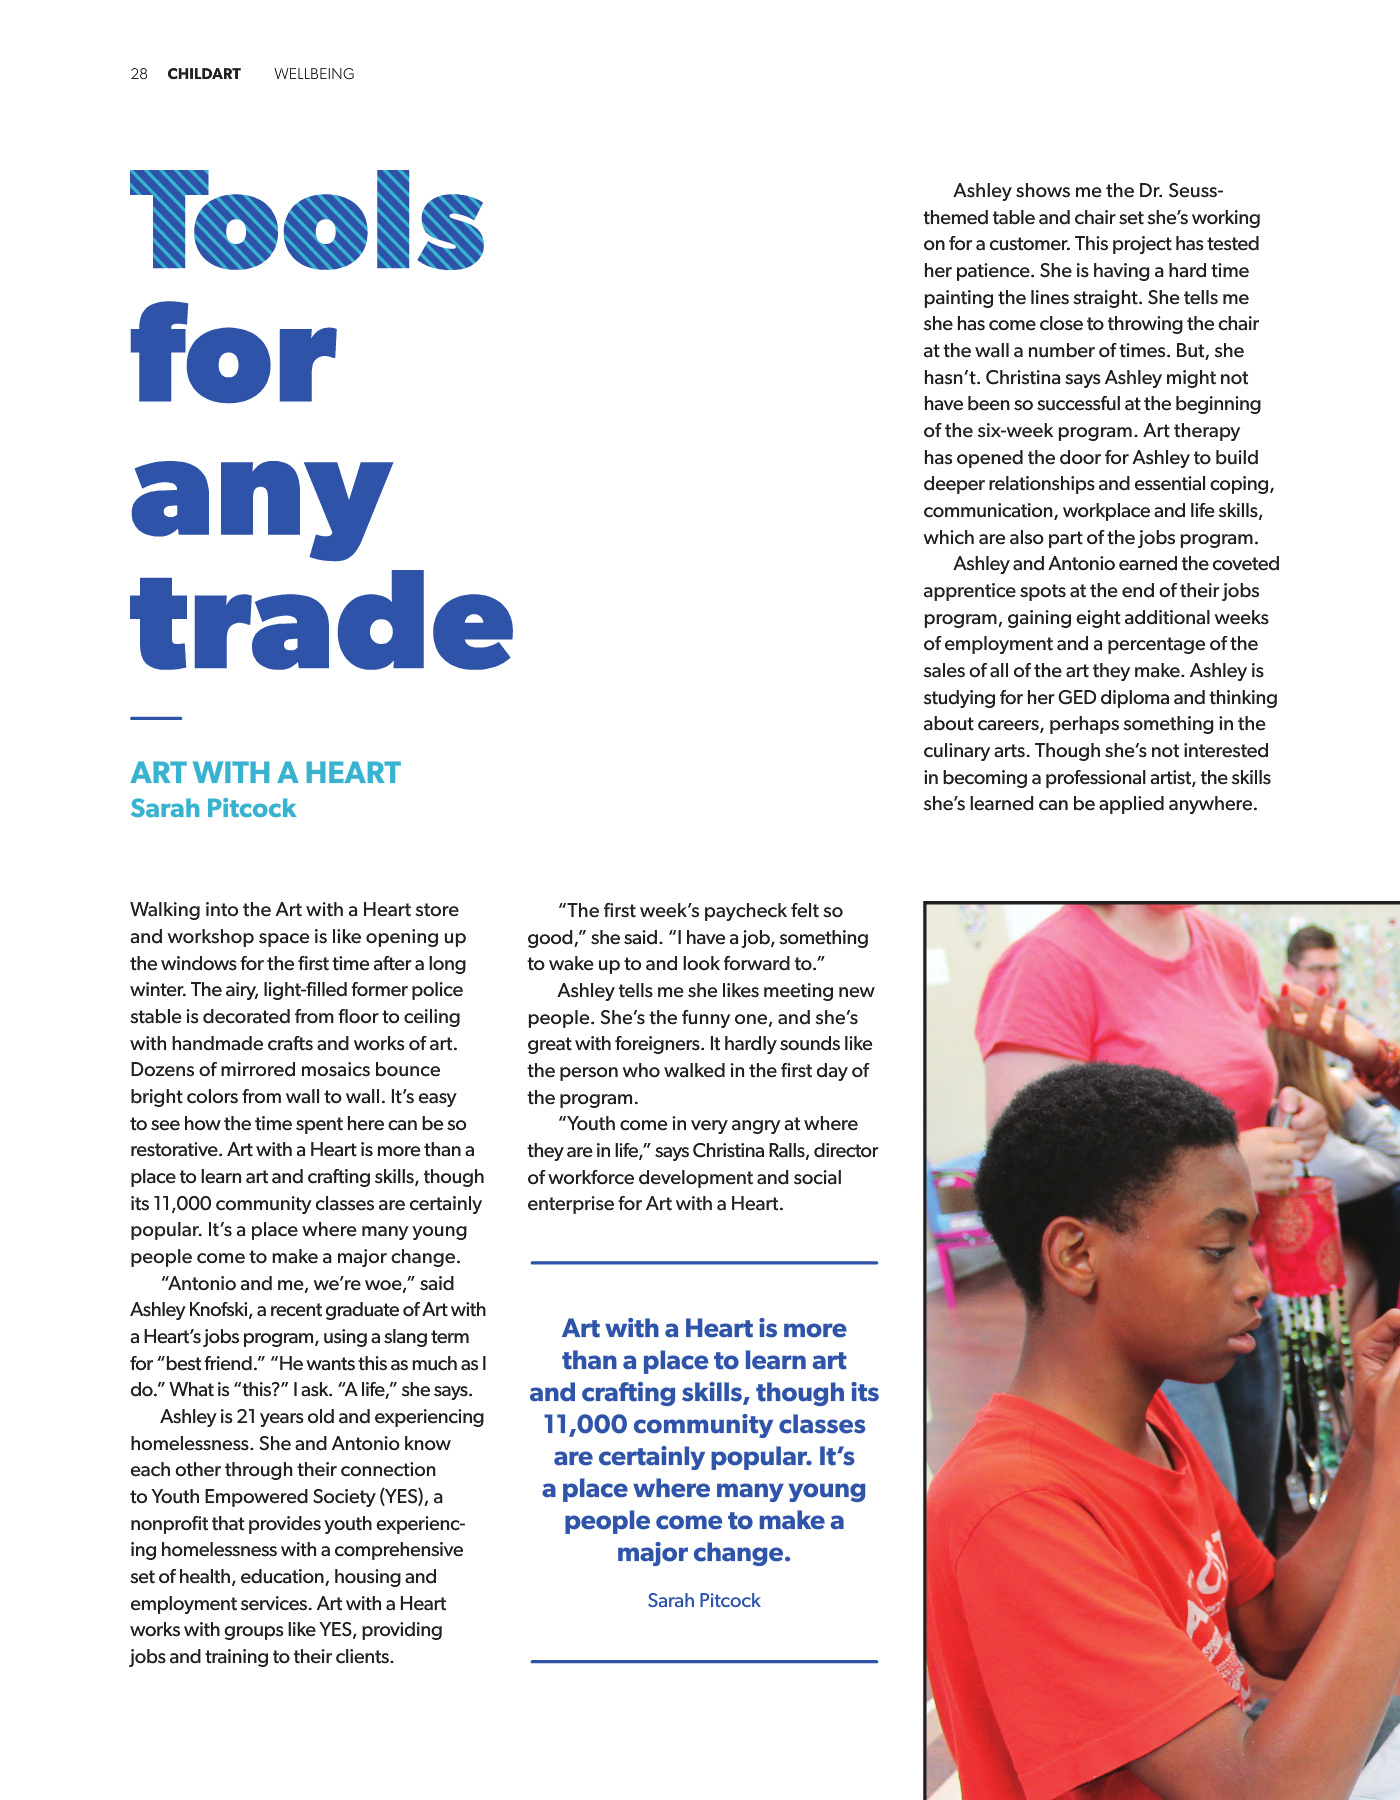 28 CHILDART WELLBEING
Tools
for
any
trade
ART WITH A HEART
Sarah Pitcock
Walking into the Art with a Heart store
and workshop space is like opening up
the windows for the first time after a long
winter. The airy, light-filled former police
stable is decorated from floor to ceiling
with handmade crafts and works of art.
Dozens of mirrored mosaics bounce
bright colors from wall to wall. It’s easy
to see how the time spent here can be so
restorative. Art with a Heart is more than a
place to learn art and crafting skills, though
its 11,000 community classes are certainly
popular. It’s a place where many young
people come to make a major change.
“Antonio and me, we’re woe,” said
Ashley Knofski, a recent graduate of Art with
a Heart’s jobs program, using a slang term
for “best friend.” “He wants this as much as I
do.” What is “this?” I ask. “A life,” she says.
Ashley is 21 years old and experiencing
homelessness. She and Antonio know
each other through their connection
to Youth Empowered Society (YES), a
nonprofit that provides youth experienc-
ing homelessness with a comprehensive
set of health, education, housing and
employment services. Art with a Heart
works with groups like YES, providing
jobs and training to their clients.
“The first week’s paycheck felt so
good,” she said. “I have a job, something
to wake up to and look forward to.”
Ashley tells me she likes meeting new
people. She’s the funny one, and she’s
great with foreigners. It hardly sounds like
the person who walked in the first day of
the program.
“Youth come in very angry at where
they are in life,” says Christina Ralls, director
of workforce development and social
enterprise for Art with a Heart.
Art with a Heart is more
than a place to learn art
and crafting skills, though its
11,000 community classes
are certainly popular. It’s
a place where many young
people come to make a
major change.
Sarah Pitcock
Ashley shows me the Dr. Seuss-
themed table and chair set she’s working
on for a customer. This project has tested
her patience. She is having a hard time
painting the lines straight. She tells me
she has come close to throwing the chair
at the wall a number of times. But, she
hasn’t. Christina says Ashley might not
have been so successful at the beginning
of the six-week program. Art therapy
has opened the door for Ashley to build
deeper relationships and essential coping,
communication, workplace and life skills,
which are also part of the jobs program.
Ashley and Antonio earned the coveted
apprentice spots at the end of their jobs
program, gaining eight additional weeks
of employment and a percentage of the
sales of all of the art they make. Ashley is
studying for her GED diploma and thinking
about careers, perhaps something in the
culinary arts. Though she’s not interested
in becoming a professional artist, the skills
she’s learned can be applied anywhere.